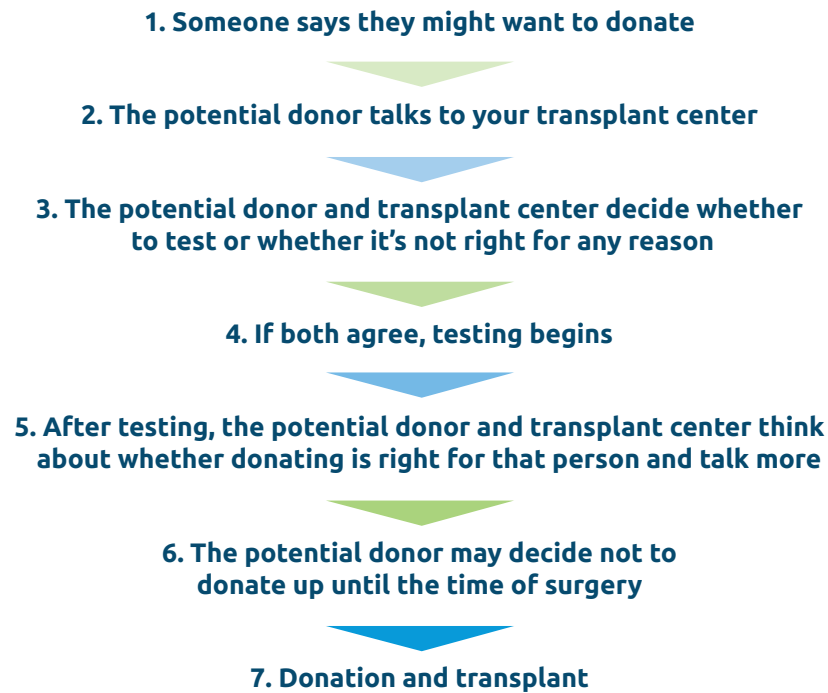 1. Someone says they might want to donate
2. The potential donor talks to your transplant center
3. The potential donor and transplant center decide whether
to test or whether it’s not right for any reason
4. If both agree, testing begins
5. After testing, the potential donor and transplant center think
about whether donating is right for that person and talk more
6. The potential donor may decide not to
donate up until the time of surgery
7. Donation and transplant